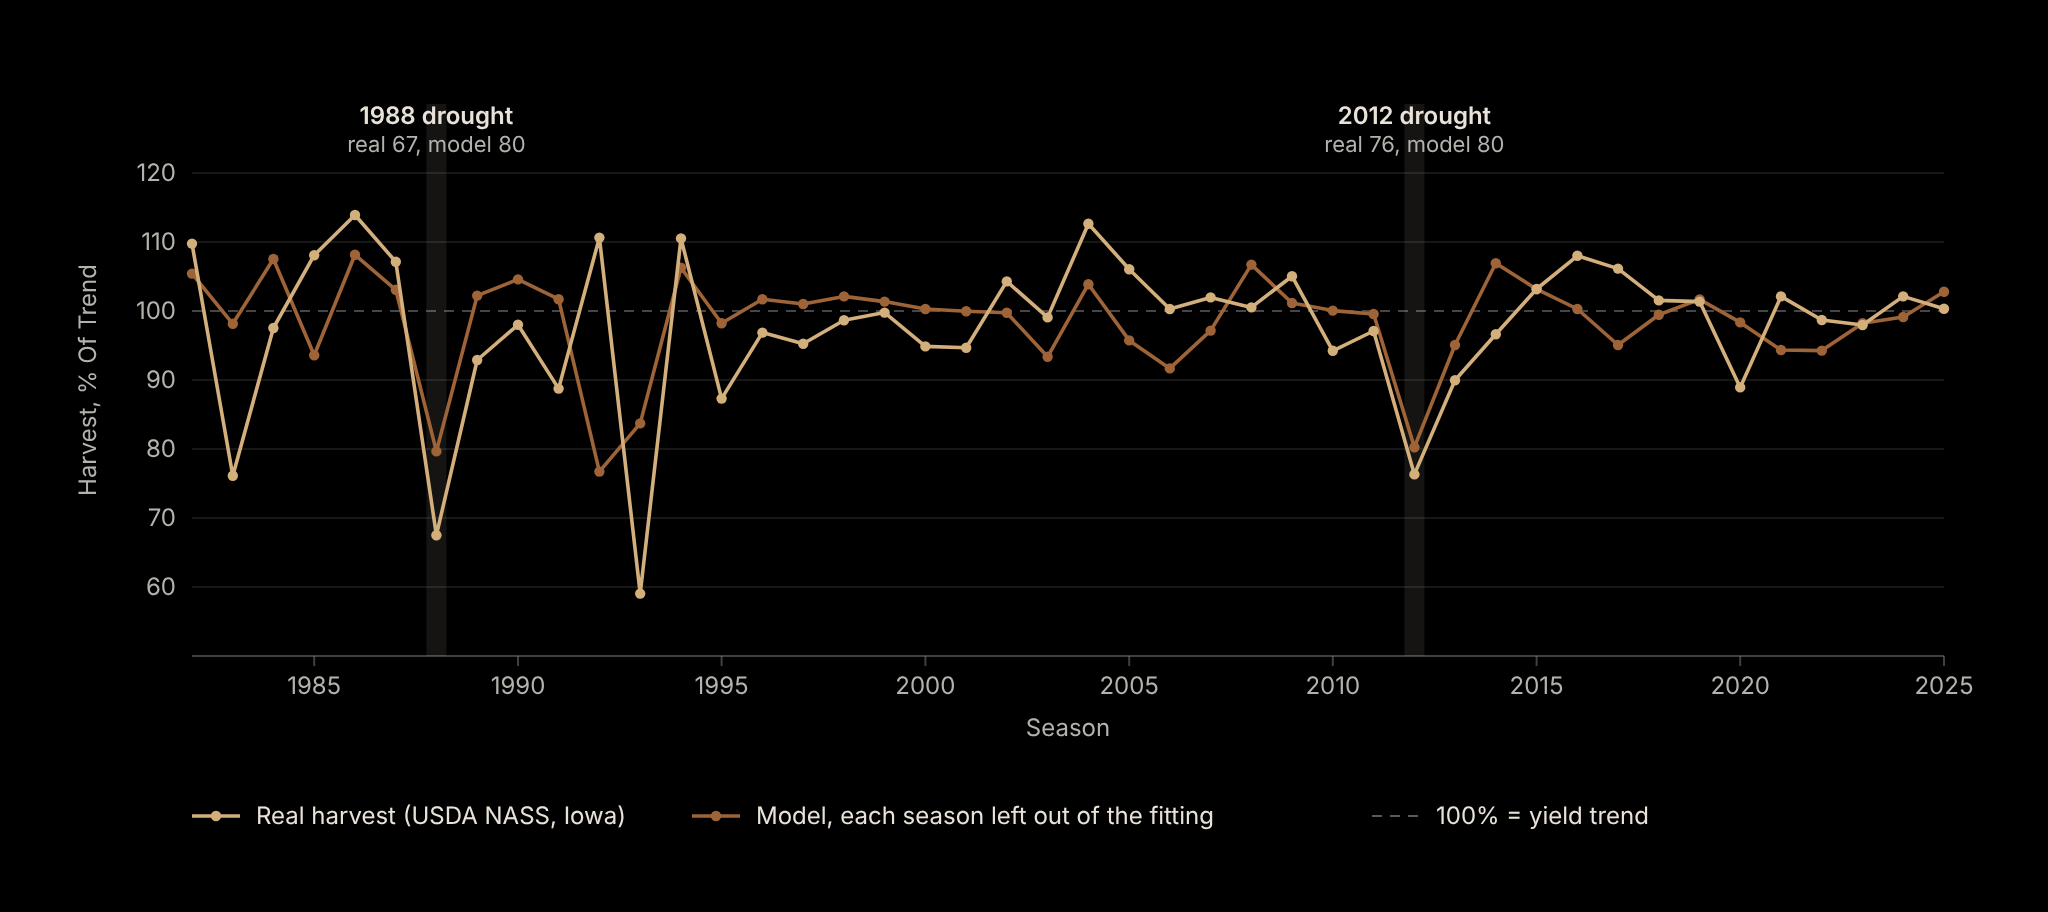 1988 drought
real 67, model 80
2012 drought
real 76, model 80
120
110
100
90
80
70
60
Harvest, % Of Trend
1985 1990 1995 2000 2005 2010 2015 2020 2025
Season
Real harvest (USDA NASS, Iowa) Model, each season left out of the fitting 100% = yield trend